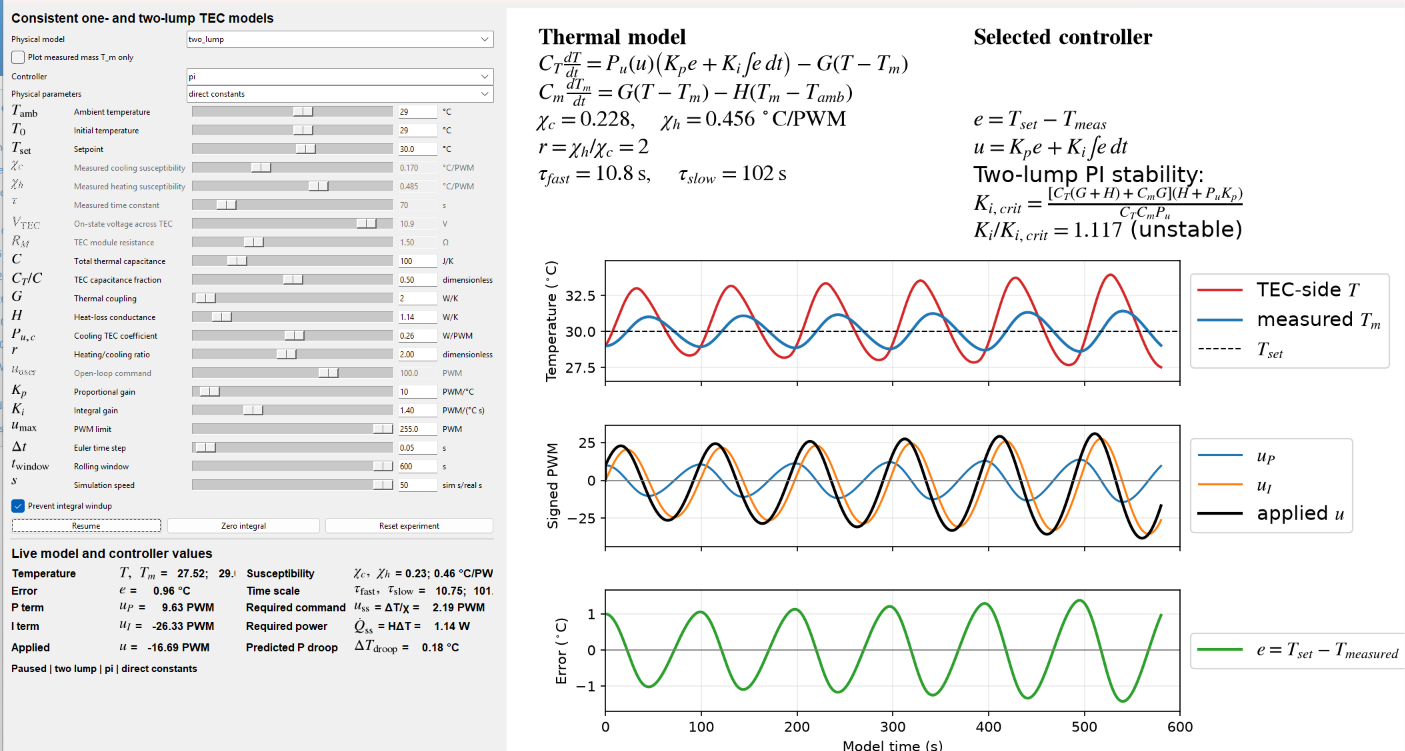 Consistent one- and two-lump TEC models
Physical model two_lump
Plot measured mass T_m only
Controller pi
Physical parameters direct constants
T_amb Ambient temperature 29 °C
T_0 Initial temperature 29 °C
T_set Setpoint 30.0 °C
χ_c Measured cooling susceptibility 0.170 °C/PWM
χ_h Measured heating susceptibility 0.485 °C/PWM
τ Measured time constant 70 s
V_TEC On-state voltage across TEC 10.9 V
R_M TEC module resistance 1.50 Ω
C Total thermal capacitance 100 J/K
C_T/C TEC capacitance fraction 0.50 dimensionless
G Thermal coupling 2 W/K
H Heat-loss conductance 1.14 W/K
P_u,c Cooling TEC coefficient 0.26 W/PWM
r Heating/cooling ratio 2.00 dimensionless
u_oser Open-loop command 100.0 PWM
K_p Proportional gain 10 PWM/°C
K_i Integral gain 1.40 PWM/(°C s)
u_max PWM limit 255.0 PWM
Δt Euler time step 0.05 s
t_window Rolling window 600 s
s Simulation speed 50 sim s/real s
Prevent integral windup
Resume Zero integral Reset experiment
Live model and controller values
Temperature T, T_m = 27.52; 29. Susceptibility χ_c, χ_h = 0.23; 0.46 °C/PW
Error e = 0.96 °C Time scale τ_fast, τ_slow = 10.75; 101.
P term u_P = 9.63 PWM Required command u_ss = ΔT/χ = 2.19 PWM
I term u_I = -26.33 PWM Required power Q̇_ss = HΔT = 1.14 W
Applied u = -16.69 PWM Predicted P droop ΔT_droop = 0.18 °C
Paused | two lump | pi | direct constants
Thermal model
C_T dT/dt = P_u(u)(K_p e + K_i ∫e dt) − G(T − T_m)
C_m dT_m/dt = G(T − T_m) − H(T_m − T_amb)
χ_c = 0.228, χ_h = 0.456 °C/PWM
r = χ_h/χ_c = 2
τ_fast = 10.8 s, τ_slow = 102 s
Selected controller
e = T_set − T_meas
u = K_p e + K_i ∫e dt
Two-lump PI stability:
K_i, crit = [C_T(G + H) + C_m G](H + P_u K_p) / C_T C_m P_u
K_i/K_i, crit = 1.117 (unstable)
Temperature (°C)
32.5
30.0
27.5
TEC-side T
measured T_m
T_set
Signed PWM
25
0
−25
u_P
u_I
applied u
Error (°C)
1
0
−1
e = T_set − T_measured
0 100 200 300 400 500 600
Model time (s)